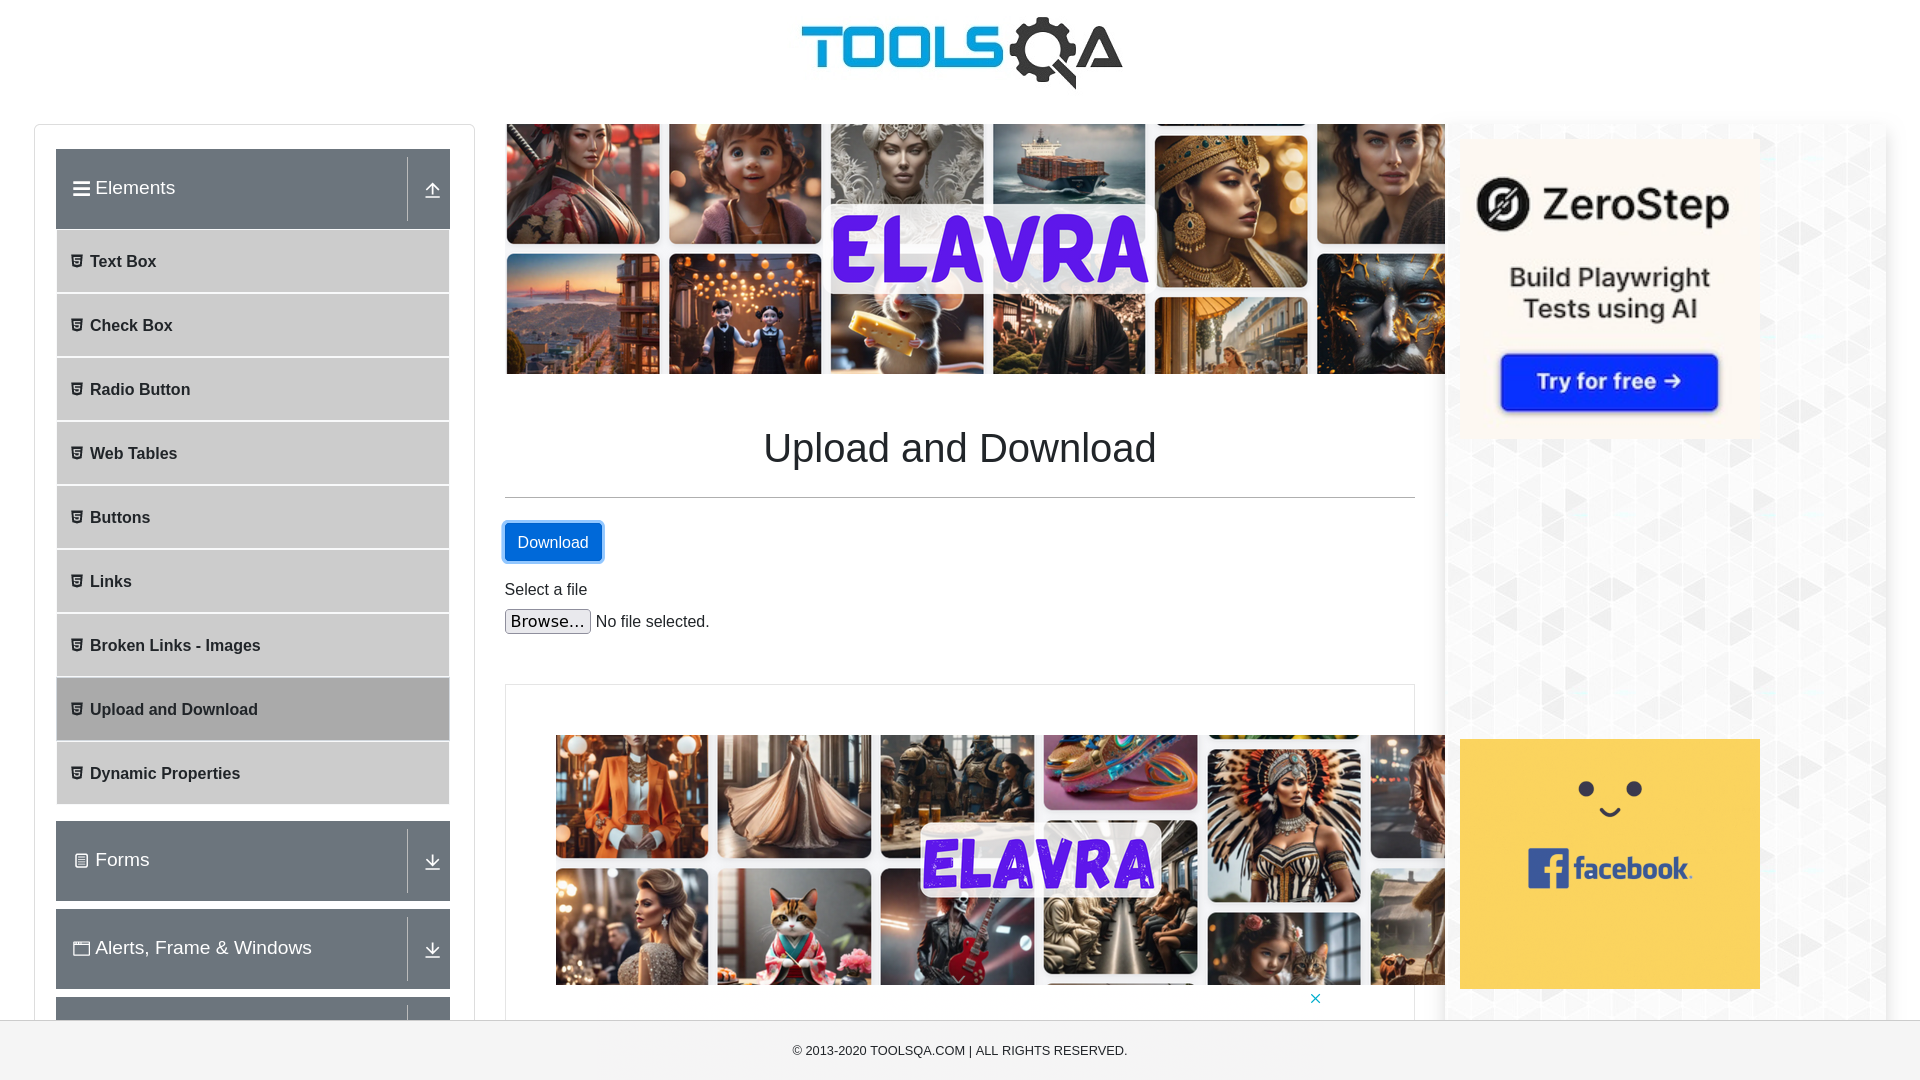 TOOLSQA
Elements
Text Box
Check Box
Radio Button
Web Tables
Buttons
Links
Broken Links - Images
Upload and Download
Dynamic Properties
Forms
Alerts, Frame & Windows
ELAVRA
Upload and Download
Download
Select a file
Browse... No file selected.
ELAVRA
ZeroStep
Build Playwright
Tests using AI
Try for free →
facebook.
© 2013-2020 TOOLSQA.COM | ALL RIGHTS RESERVED.